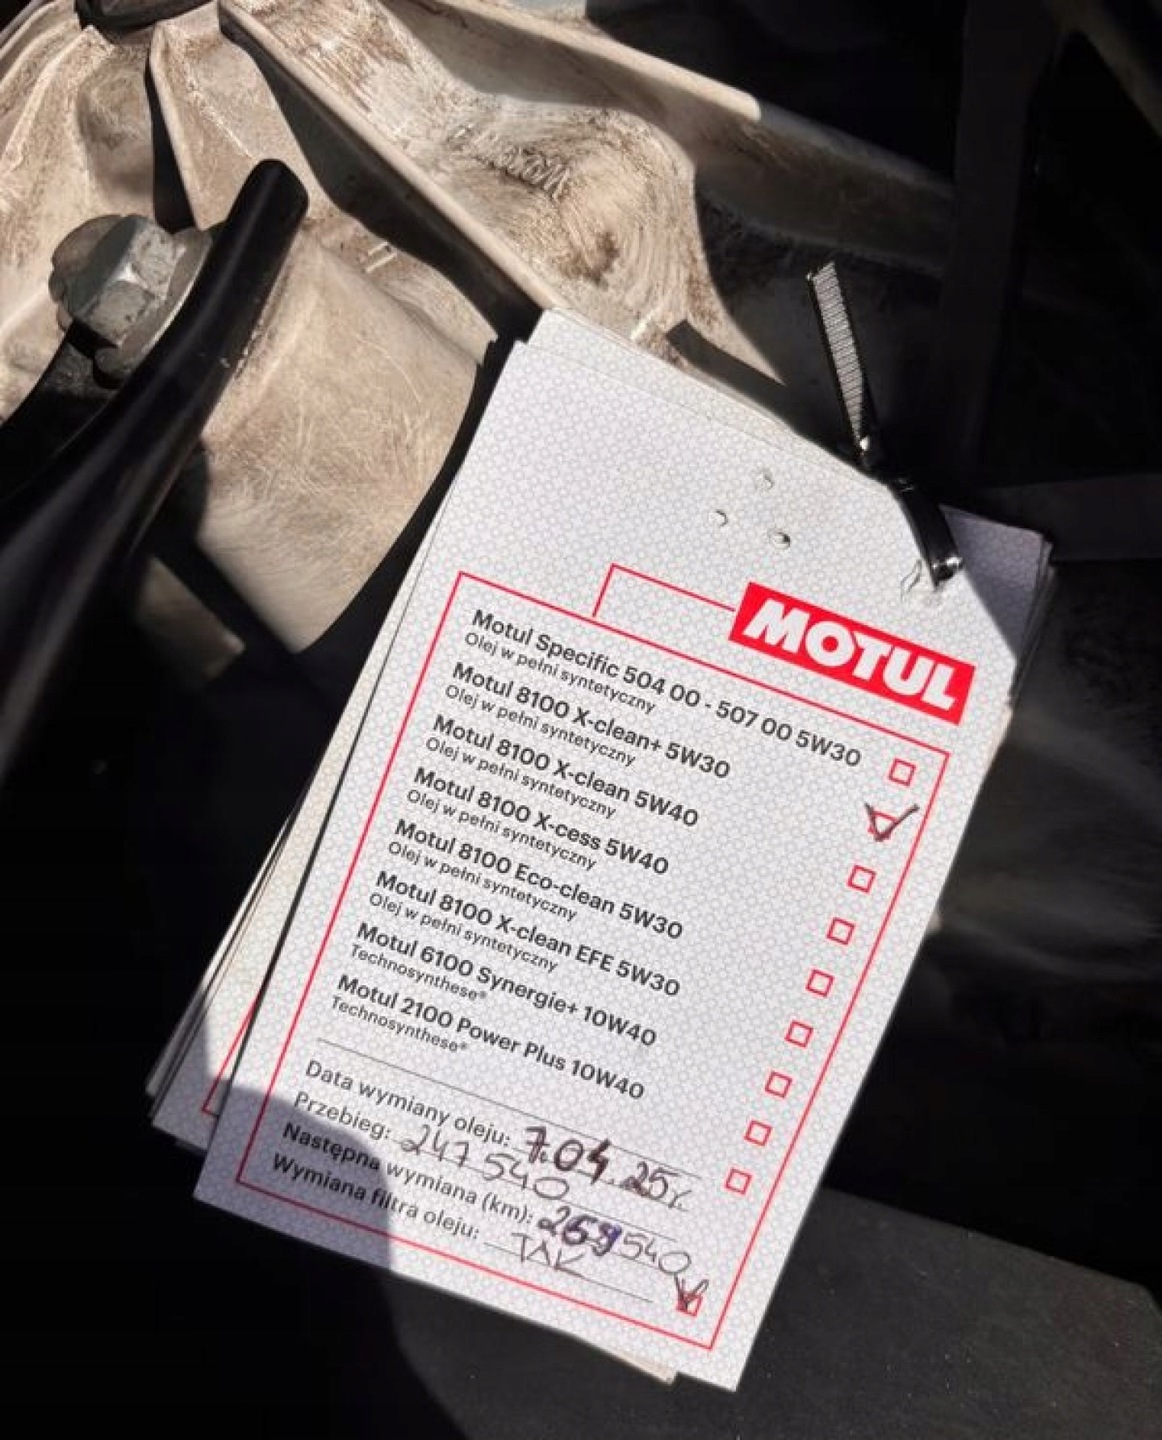 MOTUL
Motul Specific 504 00 - 507 00 5W30
Olej w pełni syntetyczny
Motul 8100 X-clean+ 5W30
Olej w pełni syntetyczny
Motul 8100 X-clean 5W40
Olej w pełni syntetyczny
Motul 8100 X-cess 5W40
Olej w pełni syntetyczny
Motul 8100 Eco-clean 5W30
Olej w pełni syntetyczny
Motul 8100 X-clean EFE 5W30
Olej w pełni syntetyczny
Motul 6100 Synergie+ 10W40
Technosynthese®
Motul 2100 Power Plus 10W40
Technosynthese®
Data wymiany oleju: 7.04.25r.
Przebieg: 247 540
Następna wymiana (km): 259540
Wymiana filtra oleju: TAK